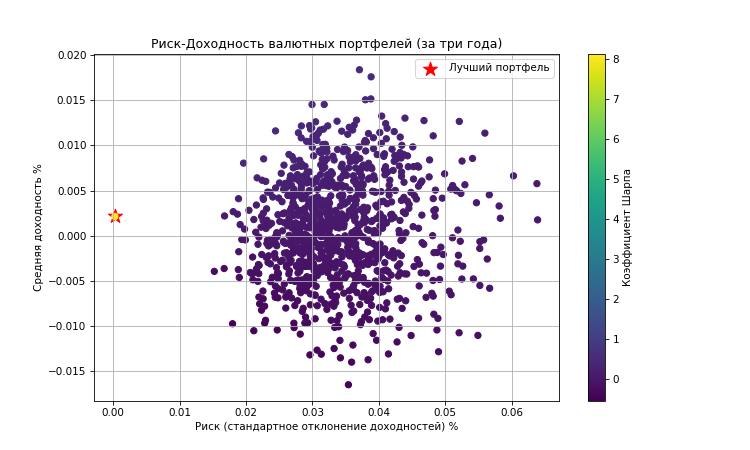 Риск-Доходность валютных портфелей (за три года)
Лучший портфель
Средняя доходность %
0.020
0.015
0.010
0.005
0.000
−0.005
−0.010
−0.015
0.00 0.01 0.02 0.03 0.04 0.05 0.06
Риск (стандартное отклонение доходностей) %
8
7
6
5
4
3
2
1
0
Коэффициент Шарпа